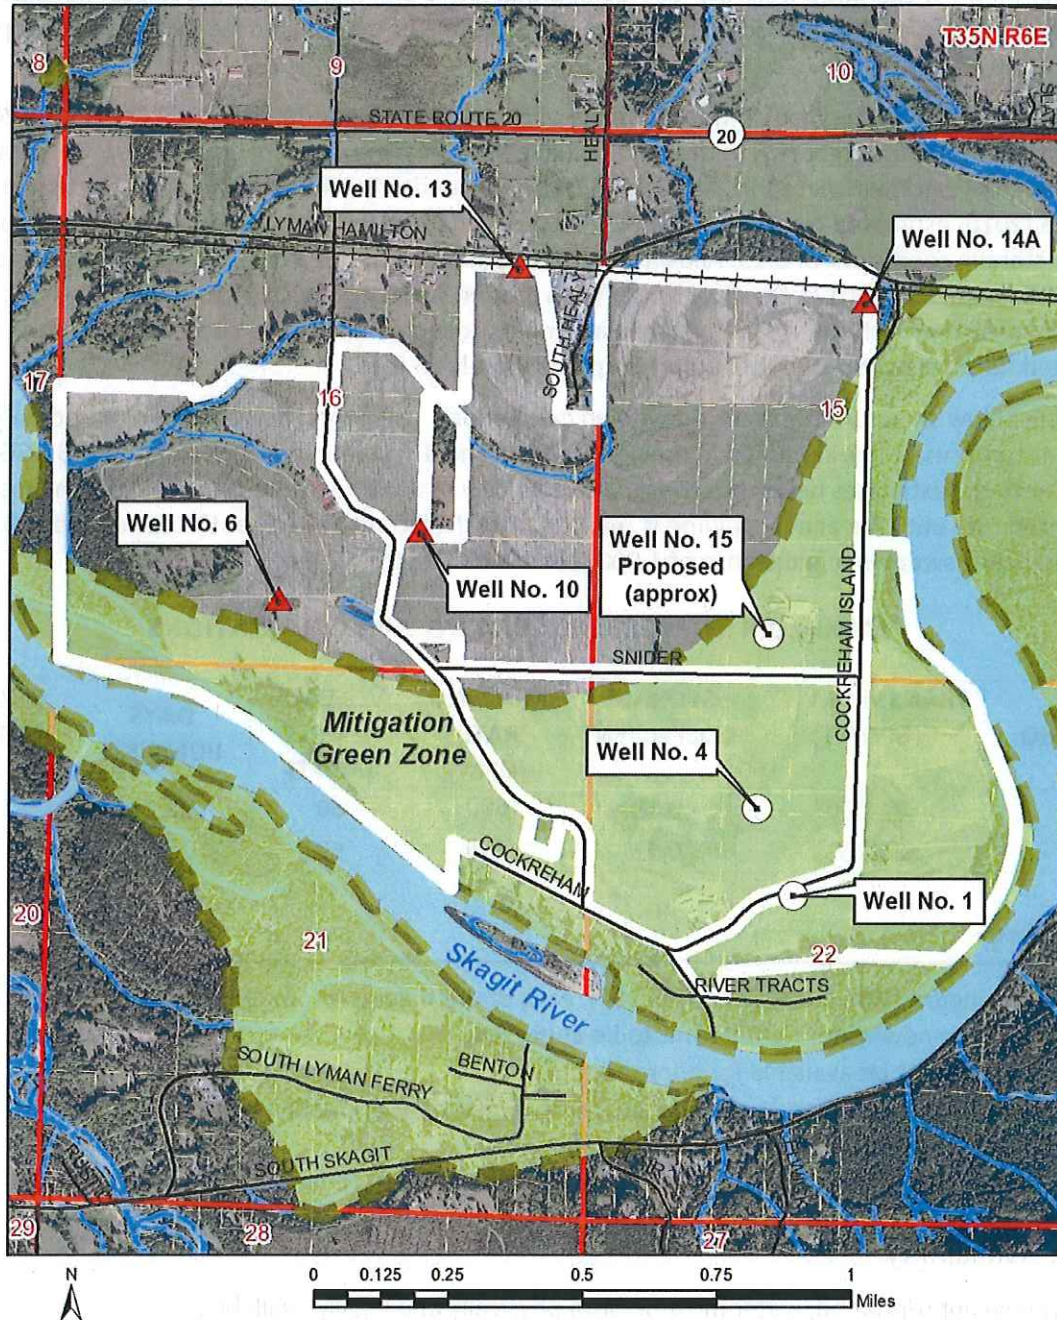 T35N R6E
8
9
10
STATE ROUTE 20
20
HEALY
Well No. 13
LYMAN HAMILTON
Well No. 14A
SOUTH HEALY
17
16
15
Well No. 6
Well No. 10
Well No. 15
Proposed
(approx)
COCKREHAM ISLAND
SNIDER
Mitigation
Green Zone
Well No. 4
COCKREHAM
Well No. 1
20
21
22
Skagit River
RIVER TRACTS
BENTON
SOUTH LYMAN FERRY
SOUTH SKAGIT
29
28
27
N
0 0.125 0.25 0.5 0.75 1
Miles